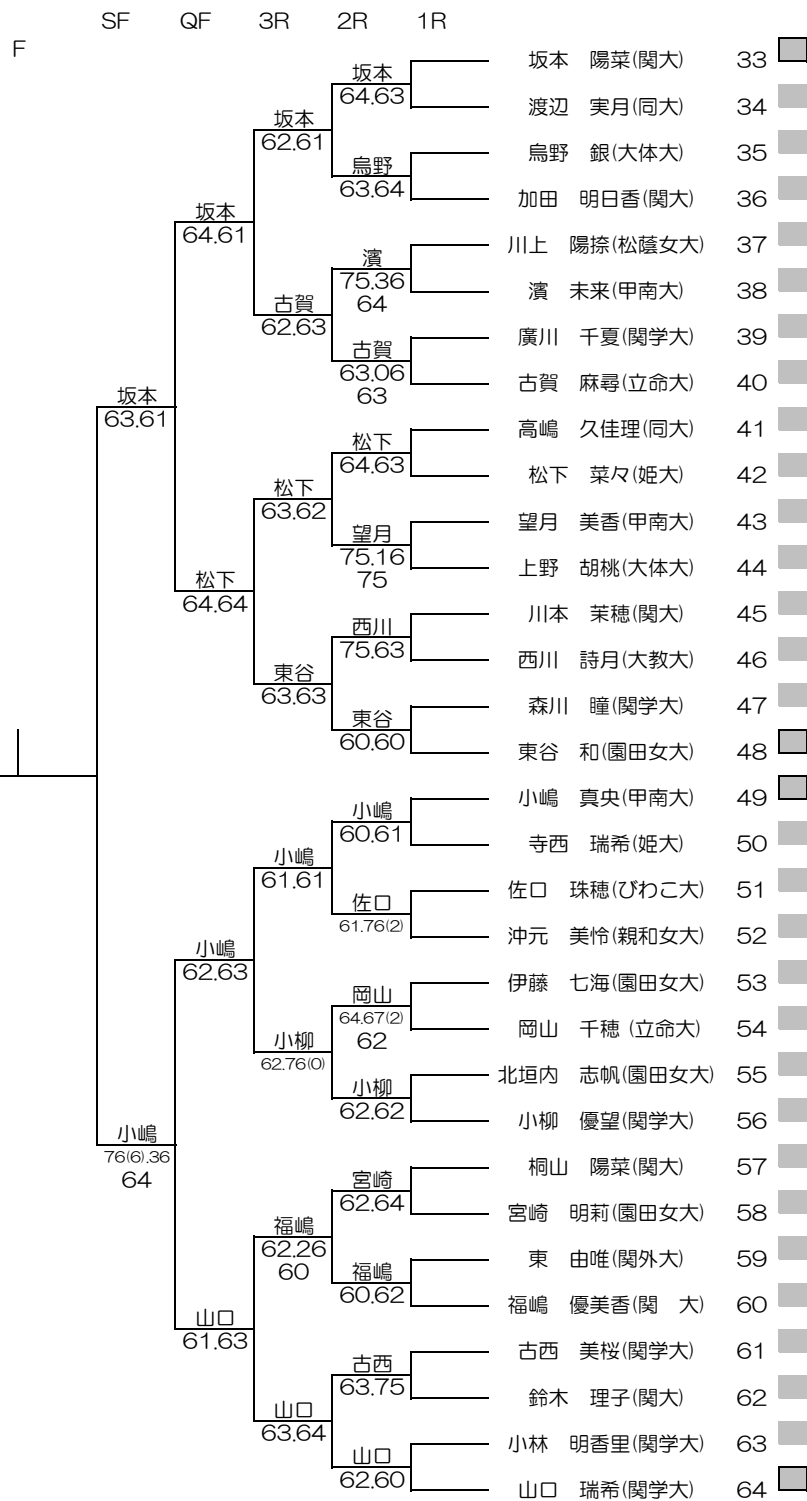 SF QF 3R 2R 1R
F
坂本 陽菜(関大) 33
坂本
64.63
渡辺 実月(同大) 34
坂本
62.61
烏野 銀(大体大) 35
烏野
63.64
加田 明日香(関大) 36
坂本
64.61
川上 陽捺(松蔭女大) 37
濱
75.36
64
濱 未来(甲南大) 38
古賀
62.63
廣川 千夏(関学大) 39
古賀
63.06
63
古賀 麻尋(立命大) 40
坂本
63.61
高嶋 久佳理(同大) 41
松下
64.63
松下 菜々(姫大) 42
松下
63.62
望月 美香(甲南大) 43
望月
75.16
75
上野 胡桃(大体大) 44
松下
64.64
川本 茉穂(関大) 45
西川
75.63
西川 詩月(大教大) 46
東谷
63.63
森川 瞳(関学大) 47
東谷
60.60
東谷 和(園田女大) 48
小嶋 真央(甲南大) 49
小嶋
60.61
寺西 瑞希(姫大) 50
小嶋
61.61
佐口 珠穂(びわこ大) 51
佐口
61.76(2)
沖元 美怜(親和女大) 52
小嶋
62.63
伊藤 七海(園田女大) 53
岡山
64.67(2)
62
岡山 千穂 (立命大) 54
小柳
62.76(0)
北垣内 志帆(園田女大) 55
小柳
62.62
小柳 優望(関学大) 56
小嶋
76(6).36
64
桐山 陽菜(関大) 57
宮崎
62.64
宮崎 明莉(園田女大) 58
福嶋
62.26
60
東 由唯(関外大) 59
福嶋
60.62
福嶋 優美香(関 大) 60
山口
61.63
古西 美桜(関学大) 61
古西
63.75
鈴木 理子(関大) 62
山口
63.64
小林 明香里(関学大) 63
山口
62.60
山口 瑞希(関学大) 64